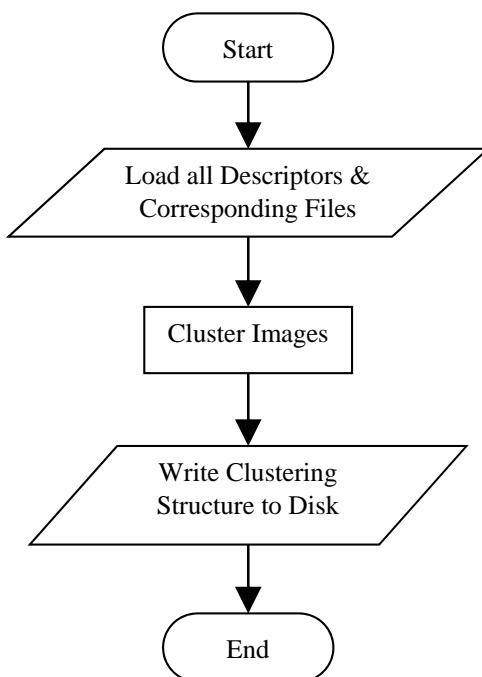 Start
Load all Descriptors &
Corresponding Files
Cluster Images
Write Clustering
Structure to Disk
End